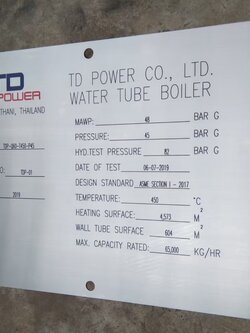 TD
POWER
THANI, THAILAND
TD POWER CO., LTD.
WATER TUBE BOILER
MAWP: 48 BAR G
PRESSURE: 45 BAR G
HYD.TEST PRESSURE 82 BAR G
DATE OF TEST 06-07-2019
DESIGN STANDARD ASME SECTION I - 2017
TDP-01
TEMPERATURE: 450 °C
2019
HEATING SURFACE: 4,573 M²
WALL TUBE SURFACE 604 M²
MAX. CAPACITY RATED: 65,000 KG/HR